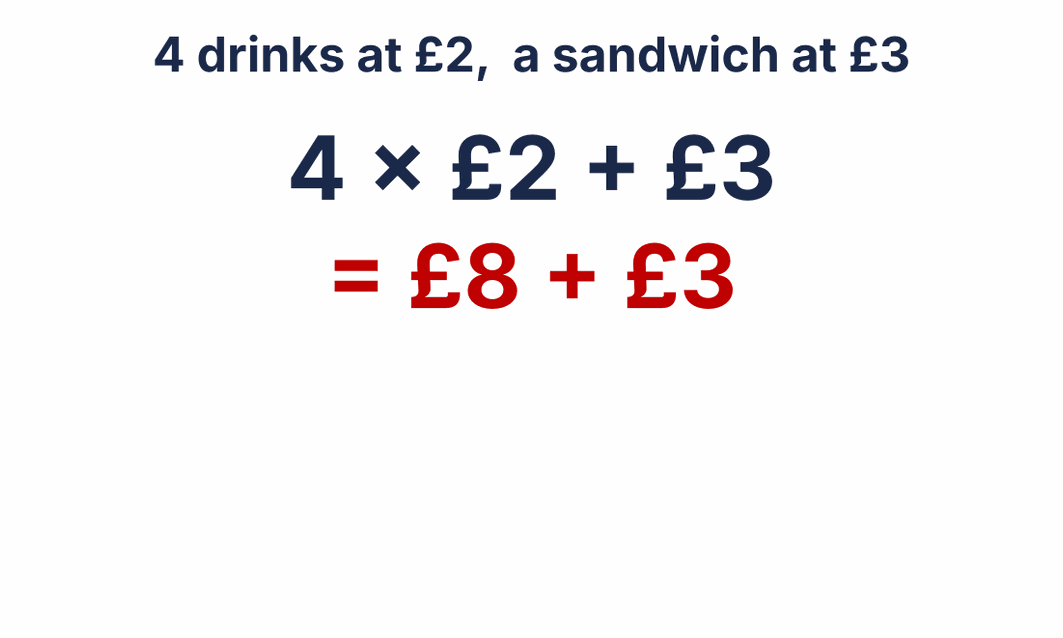 4 drinks at £2, a sandwich at £3
4 × £2 + £3
= £8 + £3